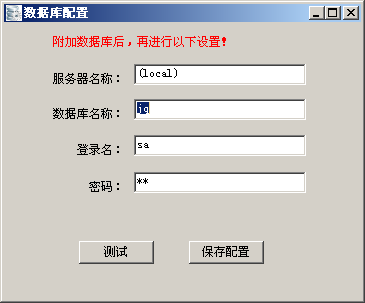 数据库配置
附加数据库后，再进行以下设置！
服务器名称：
(local)
数据库名称：
jg
登录名：
sa
密码：
**
测试
保存配置